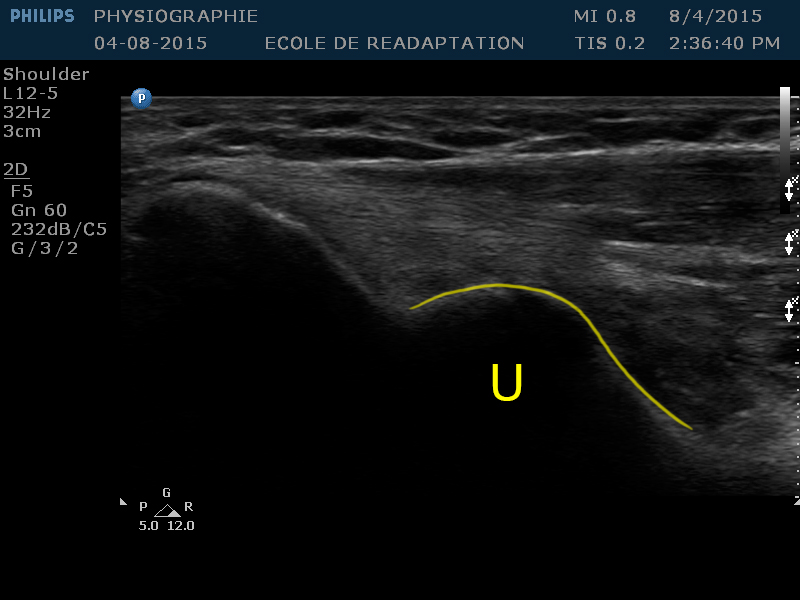 PHILIPS PHYSIOGRAPHIE MI 0.8 8/4/2015
04-08-2015 ECOLE DE READAPTATION TIS 0.2 2:36:40 PM
Shoulder
L12-5
32Hz
3cm
P
2D
F5
Gn 60
232dB/C5
G/3/2
U
G
P R
5.0 12.0